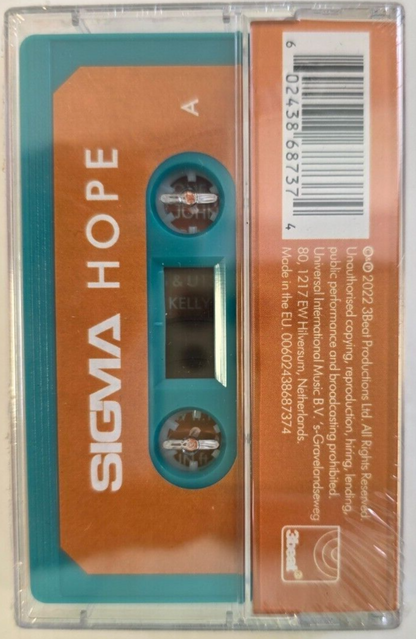 SIGMA HOPE
A
JOHN
& U
KELLY
6 02438 68737 4
℗©2022 3Beat Productions Ltd. All Rights Reserved.
Unauthorised copying, reproduction, hiring, lending,
public performance and broadcasting prohibited.
Universal International Music B.V. 's-Gravelandseweg
80, 1217 EW Hilversum, Netherlands.
Made in the EU. 00602438687374
3beat